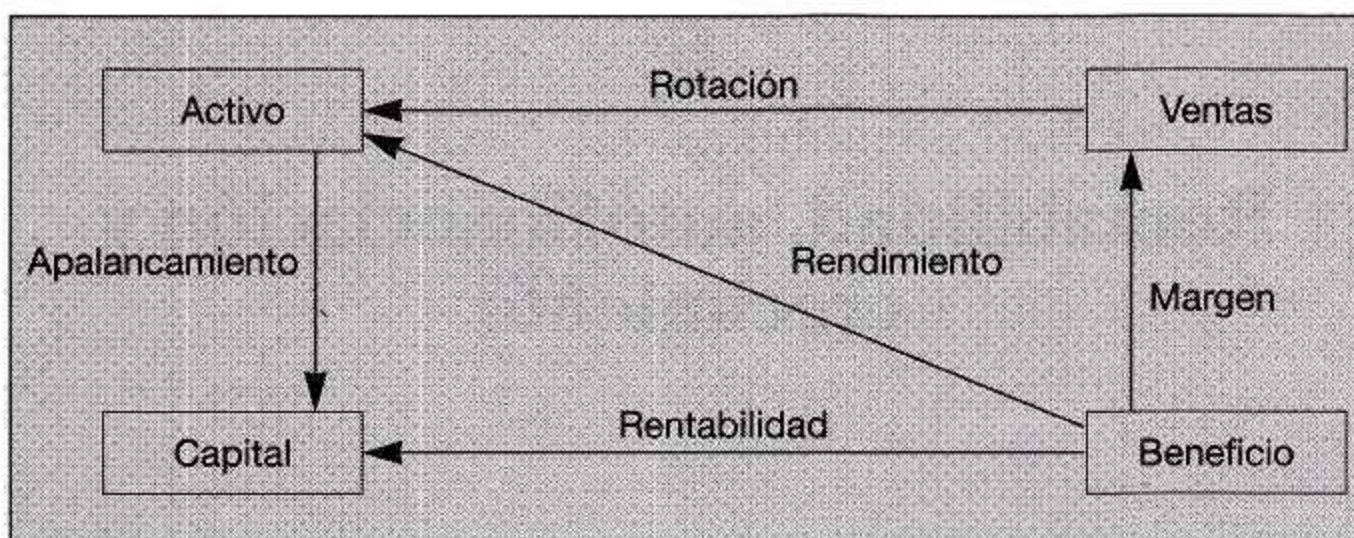 Rotación
Activo
Ventas
Apalancamiento
Rendimiento
Margen
Rentabilidad
Capital
Beneficio